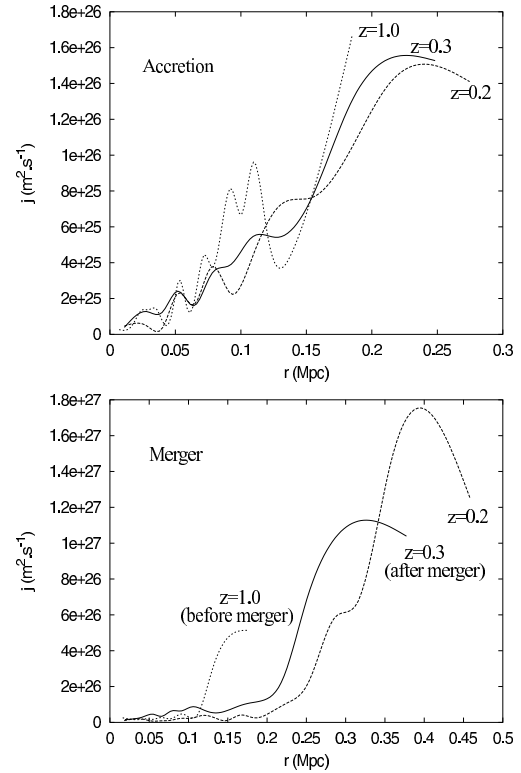 1.8e+26
1.6e+26
1.4e+26
1.2e+26
1e+26
8e+25
6e+25
4e+25
2e+25
0
j (m².s⁻¹)
Accretion
z=1.0
z=0.3
z=0.2
0 0.05 0.1 0.15 0.2 0.25 0.3
r (Mpc)
1.8e+27
1.6e+27
1.4e+27
1.2e+27
1e+27
8e+26
6e+26
4e+26
2e+26
0
j (m².s⁻¹)
Merger
z=0.2
z=0.3
(after merger)
z=1.0
(before merger)
0 0.05 0.1 0.15 0.2 0.25 0.3 0.35 0.4 0.45 0.5
r (Mpc)